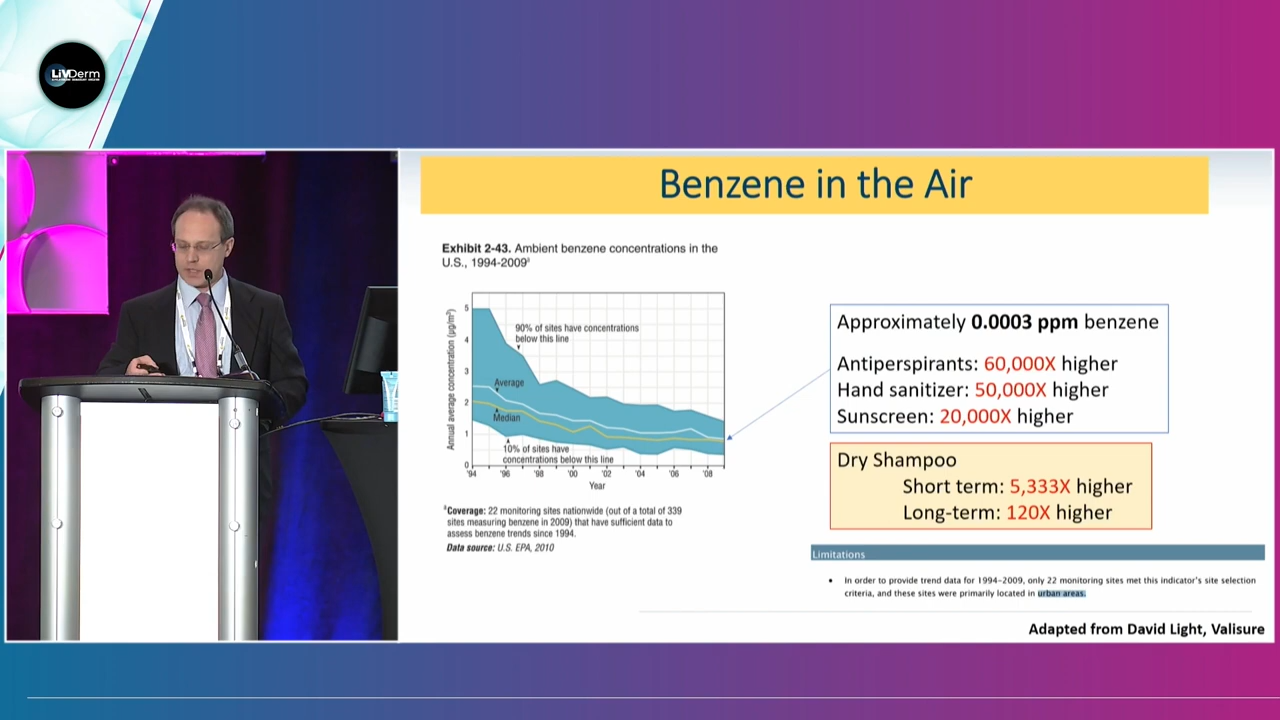 LiVDerm
Benzene in the Air
Exhibit 2-43. Ambient benzene concentrations in the
U.S., 1994-2009ª
Annual average concentration (µg/m³)
5
4
3
2
1
0
90% of sites have concentrations
below this line
Average
Median
10% of sites have
concentrations below this line
'94 '96 '98 '00 '02 '04 '06 '08
Year
ªCoverage: 22 monitoring sites nationwide (out of a total of 339
sites measuring benzene in 2009) that have sufficient data to
assess benzene trends since 1994.
Data source: U.S. EPA, 2010
Approximately 0.0003 ppm benzene
Antiperspirants: 60,000X higher
Hand sanitizer: 50,000X higher
Sunscreen: 20,000X higher
Dry Shampoo
Short term: 5,333X higher
Long-term: 120X higher
Limitations
• In order to provide trend data for 1994-2009, only 22 monitoring sites met this indicator's site selection
criteria, and these sites were primarily located in urban areas.
Adapted from David Light, Valisure